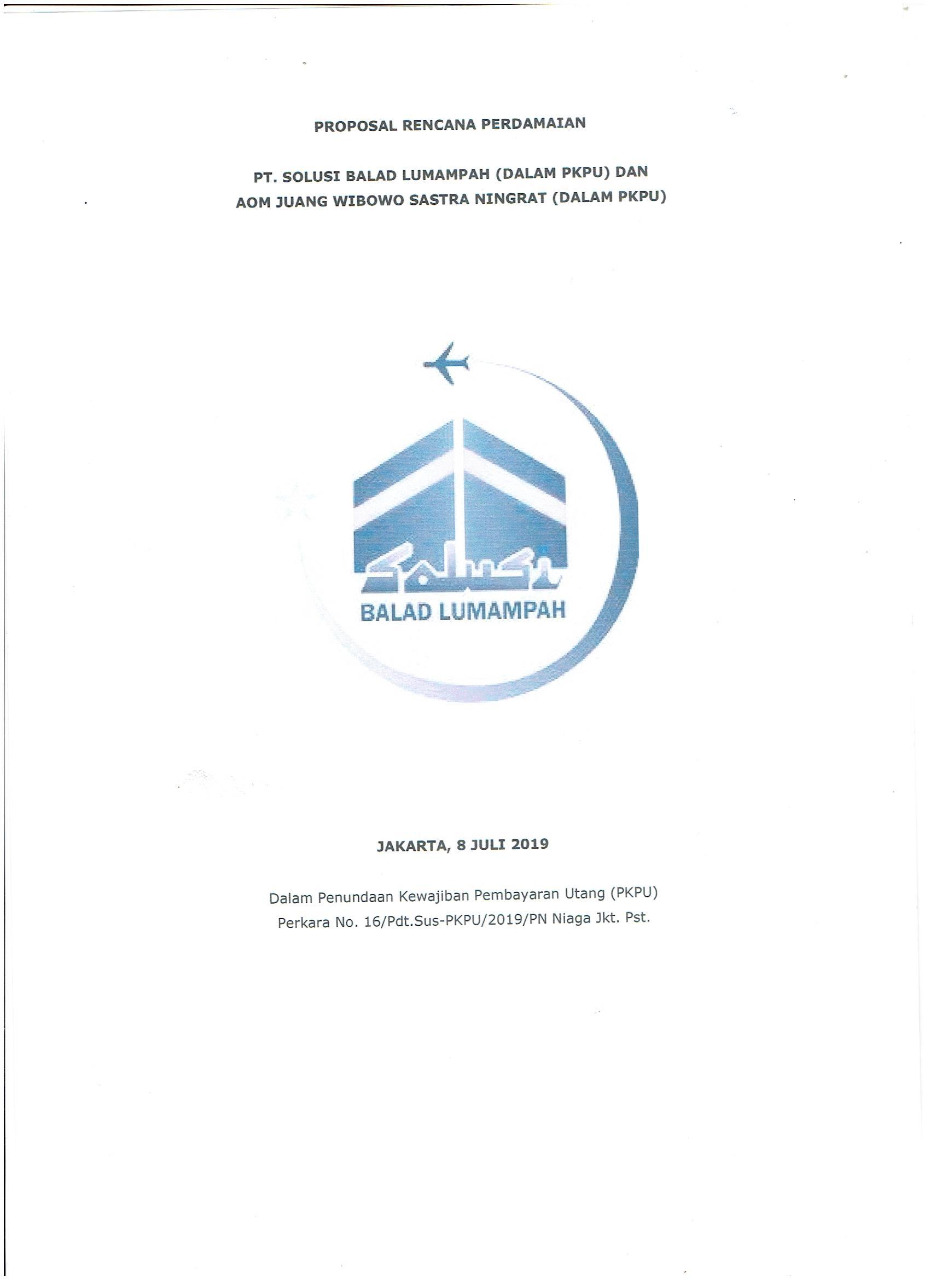 PROPOSAL RENCANA PERDAMAIAN
PT. SOLUSI BALAD LUMAMPAH (DALAM PKPU) DAN
AOM JUANG WIBOWO SASTRA NINGRAT (DALAM PKPU)
Solusi
BALAD LUMAMPAH
JAKARTA, 8 JULI 2019
Dalam Penundaan Kewajiban Pembayaran Utang (PKPU)
Perkara No. 16/Pdt.Sus-PKPU/2019/PN Niaga Jkt. Pst.